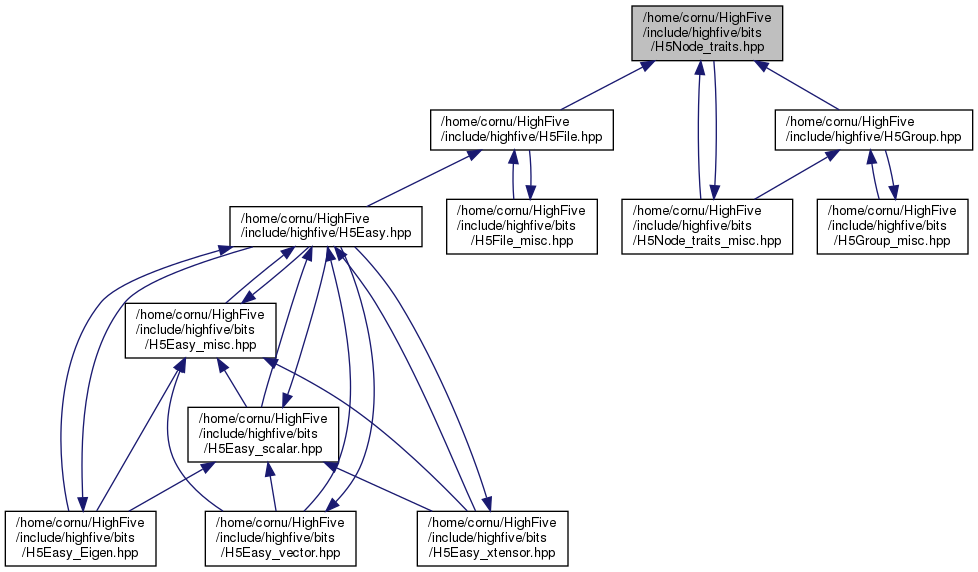 /home/cornu/HighFive
/include/highfive/bits
/H5Node_traits.hpp
/home/cornu/HighFive
/include/highfive/H5File.hpp
/home/cornu/HighFive
/include/highfive/H5Group.hpp
/home/cornu/HighFive
/include/highfive/H5Easy.hpp
/home/cornu/HighFive
/include/highfive/bits
/H5File_misc.hpp
/home/cornu/HighFive
/include/highfive/bits
/H5Node_traits_misc.hpp
/home/cornu/HighFive
/include/highfive/bits
/H5Group_misc.hpp
/home/cornu/HighFive
/include/highfive/bits
/H5Easy_misc.hpp
/home/cornu/HighFive
/include/highfive/bits
/H5Easy_scalar.hpp
/home/cornu/HighFive
/include/highfive/bits
/H5Easy_Eigen.hpp
/home/cornu/HighFive
/include/highfive/bits
/H5Easy_vector.hpp
/home/cornu/HighFive
/include/highfive/bits
/H5Easy_xtensor.hpp